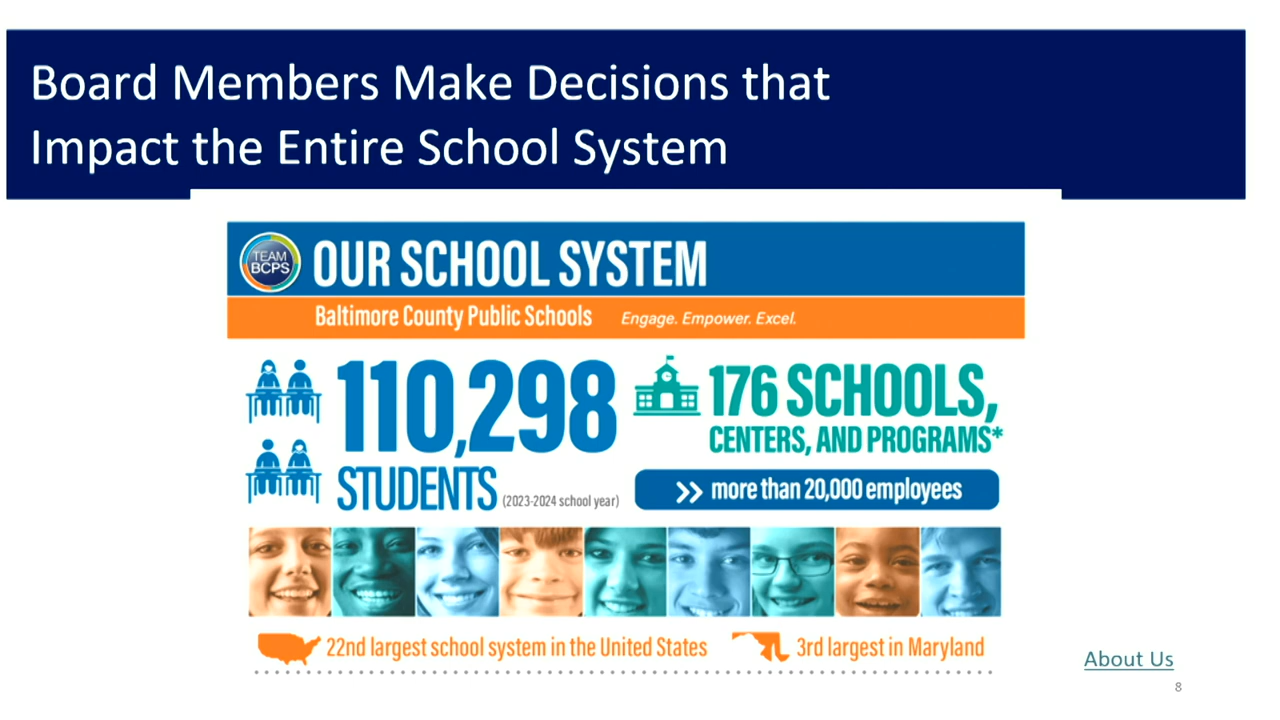 Board Members Make Decisions that
Impact the Entire School System
TEAM
BCPS
OUR SCHOOL SYSTEM
Baltimore County Public Schools Engage. Empower. Excel.
110,298
STUDENTS (2023-2024 school year)
176 SCHOOLS,
CENTERS, AND PROGRAMS*
>> more than 20,000 employees
22nd largest school system in the United States
3rd largest in Maryland
About Us
8